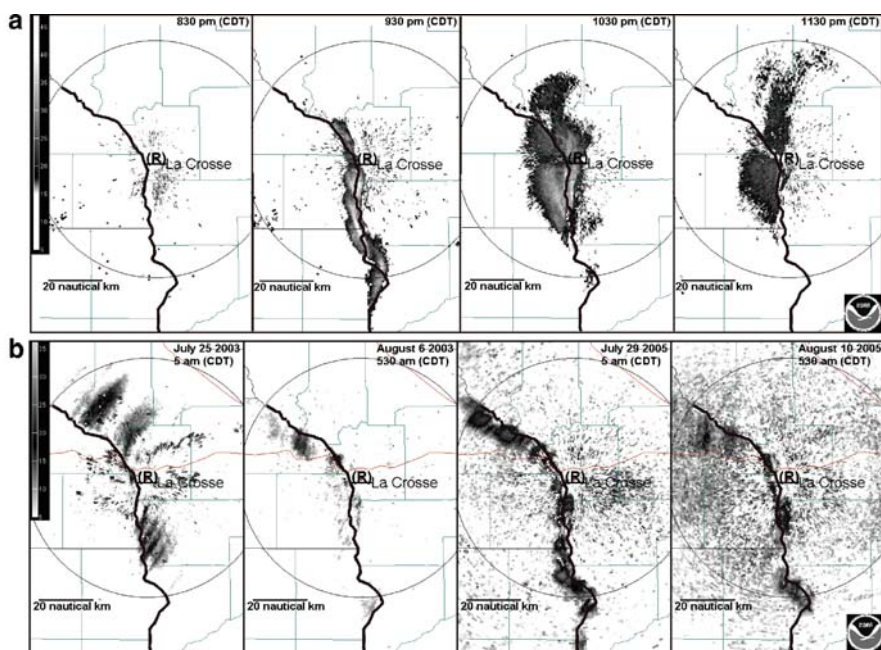 a
830 pm (CDT)
930 pm (CDT)
1030 pm (CDT)
1130 pm (CDT)
(R) La Crosse
(R) La Crosse
(R) La Crosse
(R) La Crosse
20 nautical km
20 nautical km
20 nautical km
20 nautical km
b
July 25 2003
5 am (CDT)
August 6 2003
530 am (CDT)
July 29 2005
5 am (CDT)
August 10 2005
530 am (CDT)
(R) La Crosse
(R) La Crosse
(R) La Crosse
(R) La Crosse
20 nautical km
20 nautical km
20 nautical km
20 nautical km